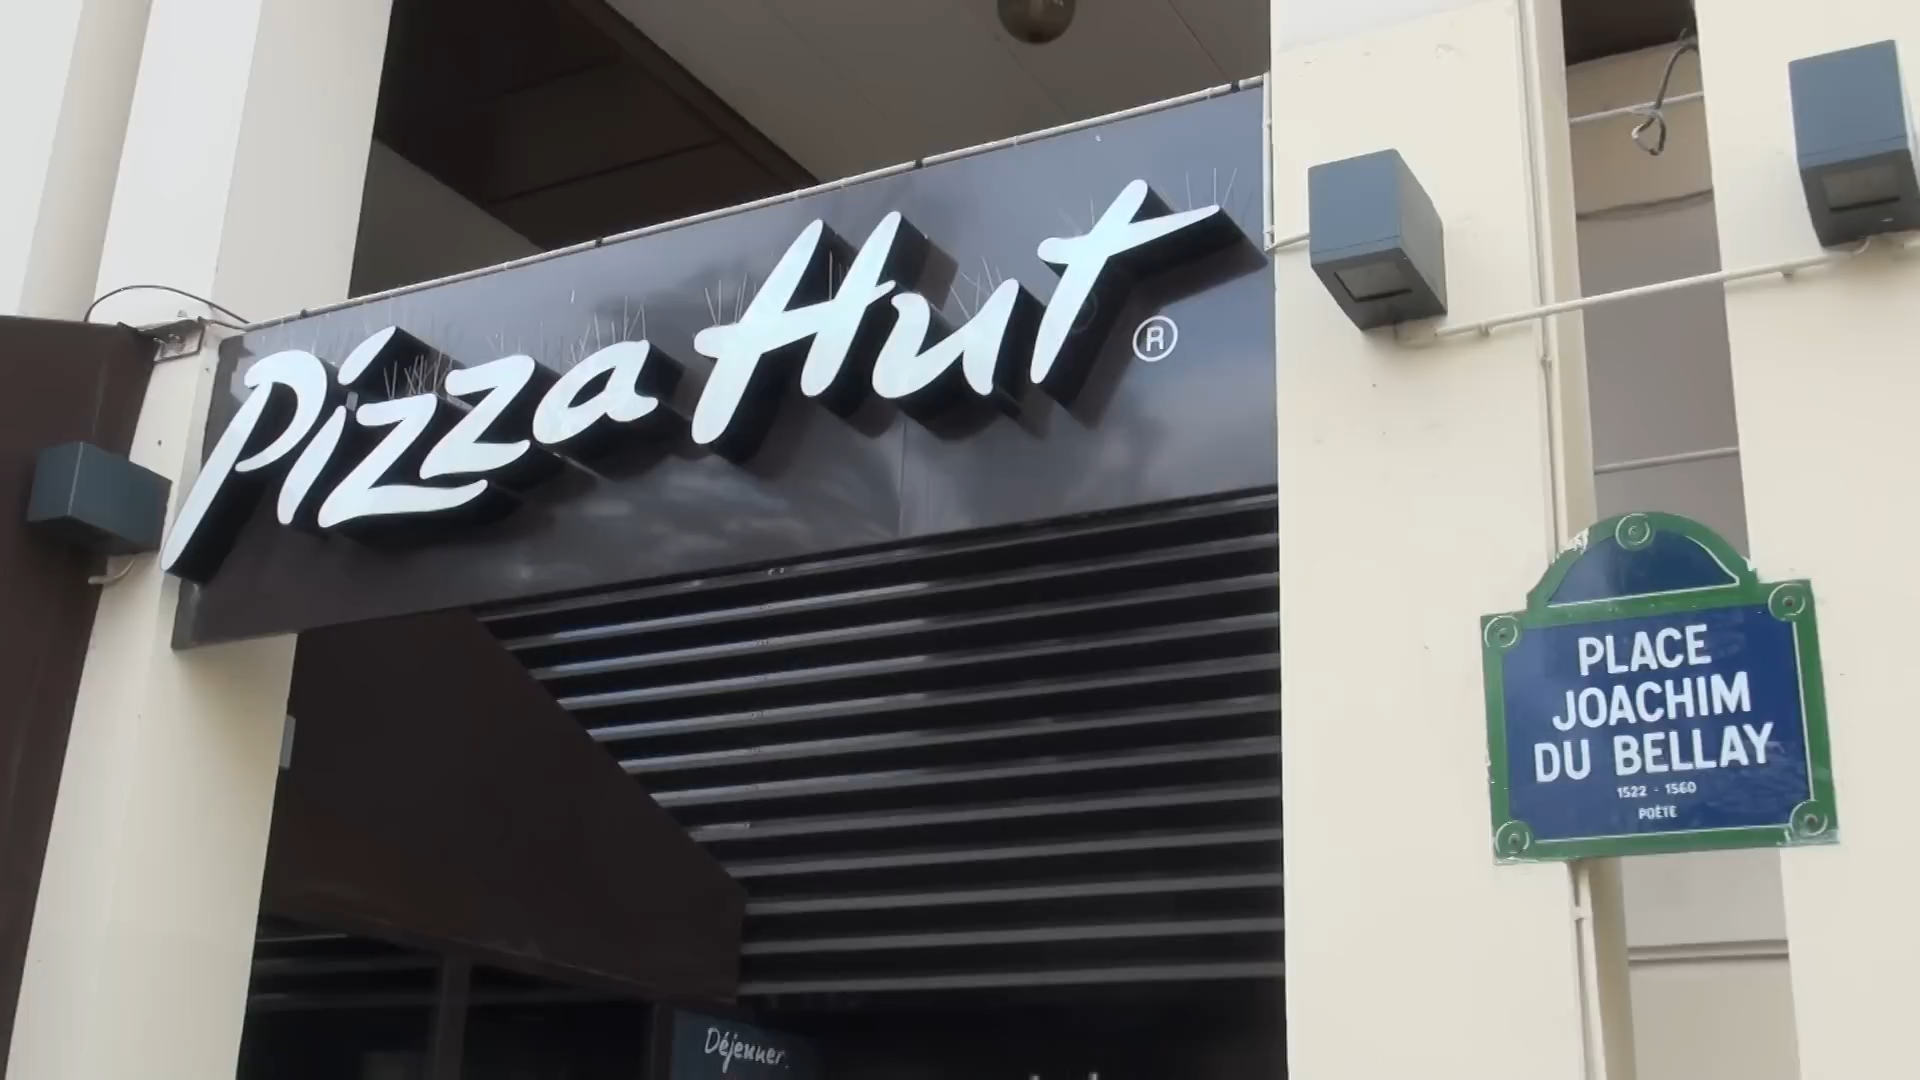 Pizza Hut ®
PLACE
JOACHIM
DU BELLAY
1522 - 1560
POÈTE
Déjeuner